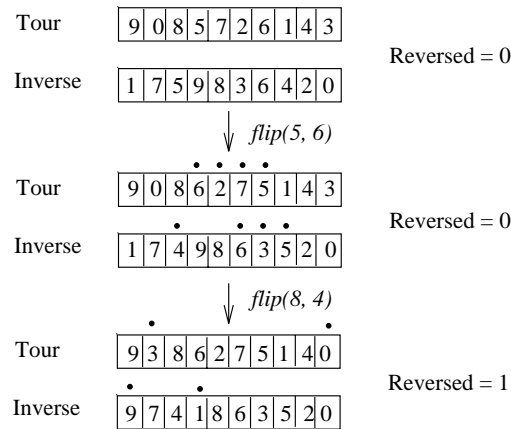 Tour 9 0 8 5 7 2 6 1 4 3
Reversed = 0
Inverse 1 7 5 9 8 3 6 4 2 0
flip(5, 6)
Tour 9 0 8 6 2 7 5 1 4 3
Reversed = 0
Inverse 1 7 4 9 8 6 3 5 2 0
flip(8, 4)
Tour 9 3 8 6 2 7 5 1 4 0
Reversed = 1
Inverse 9 7 4 1 8 6 3 5 2 0